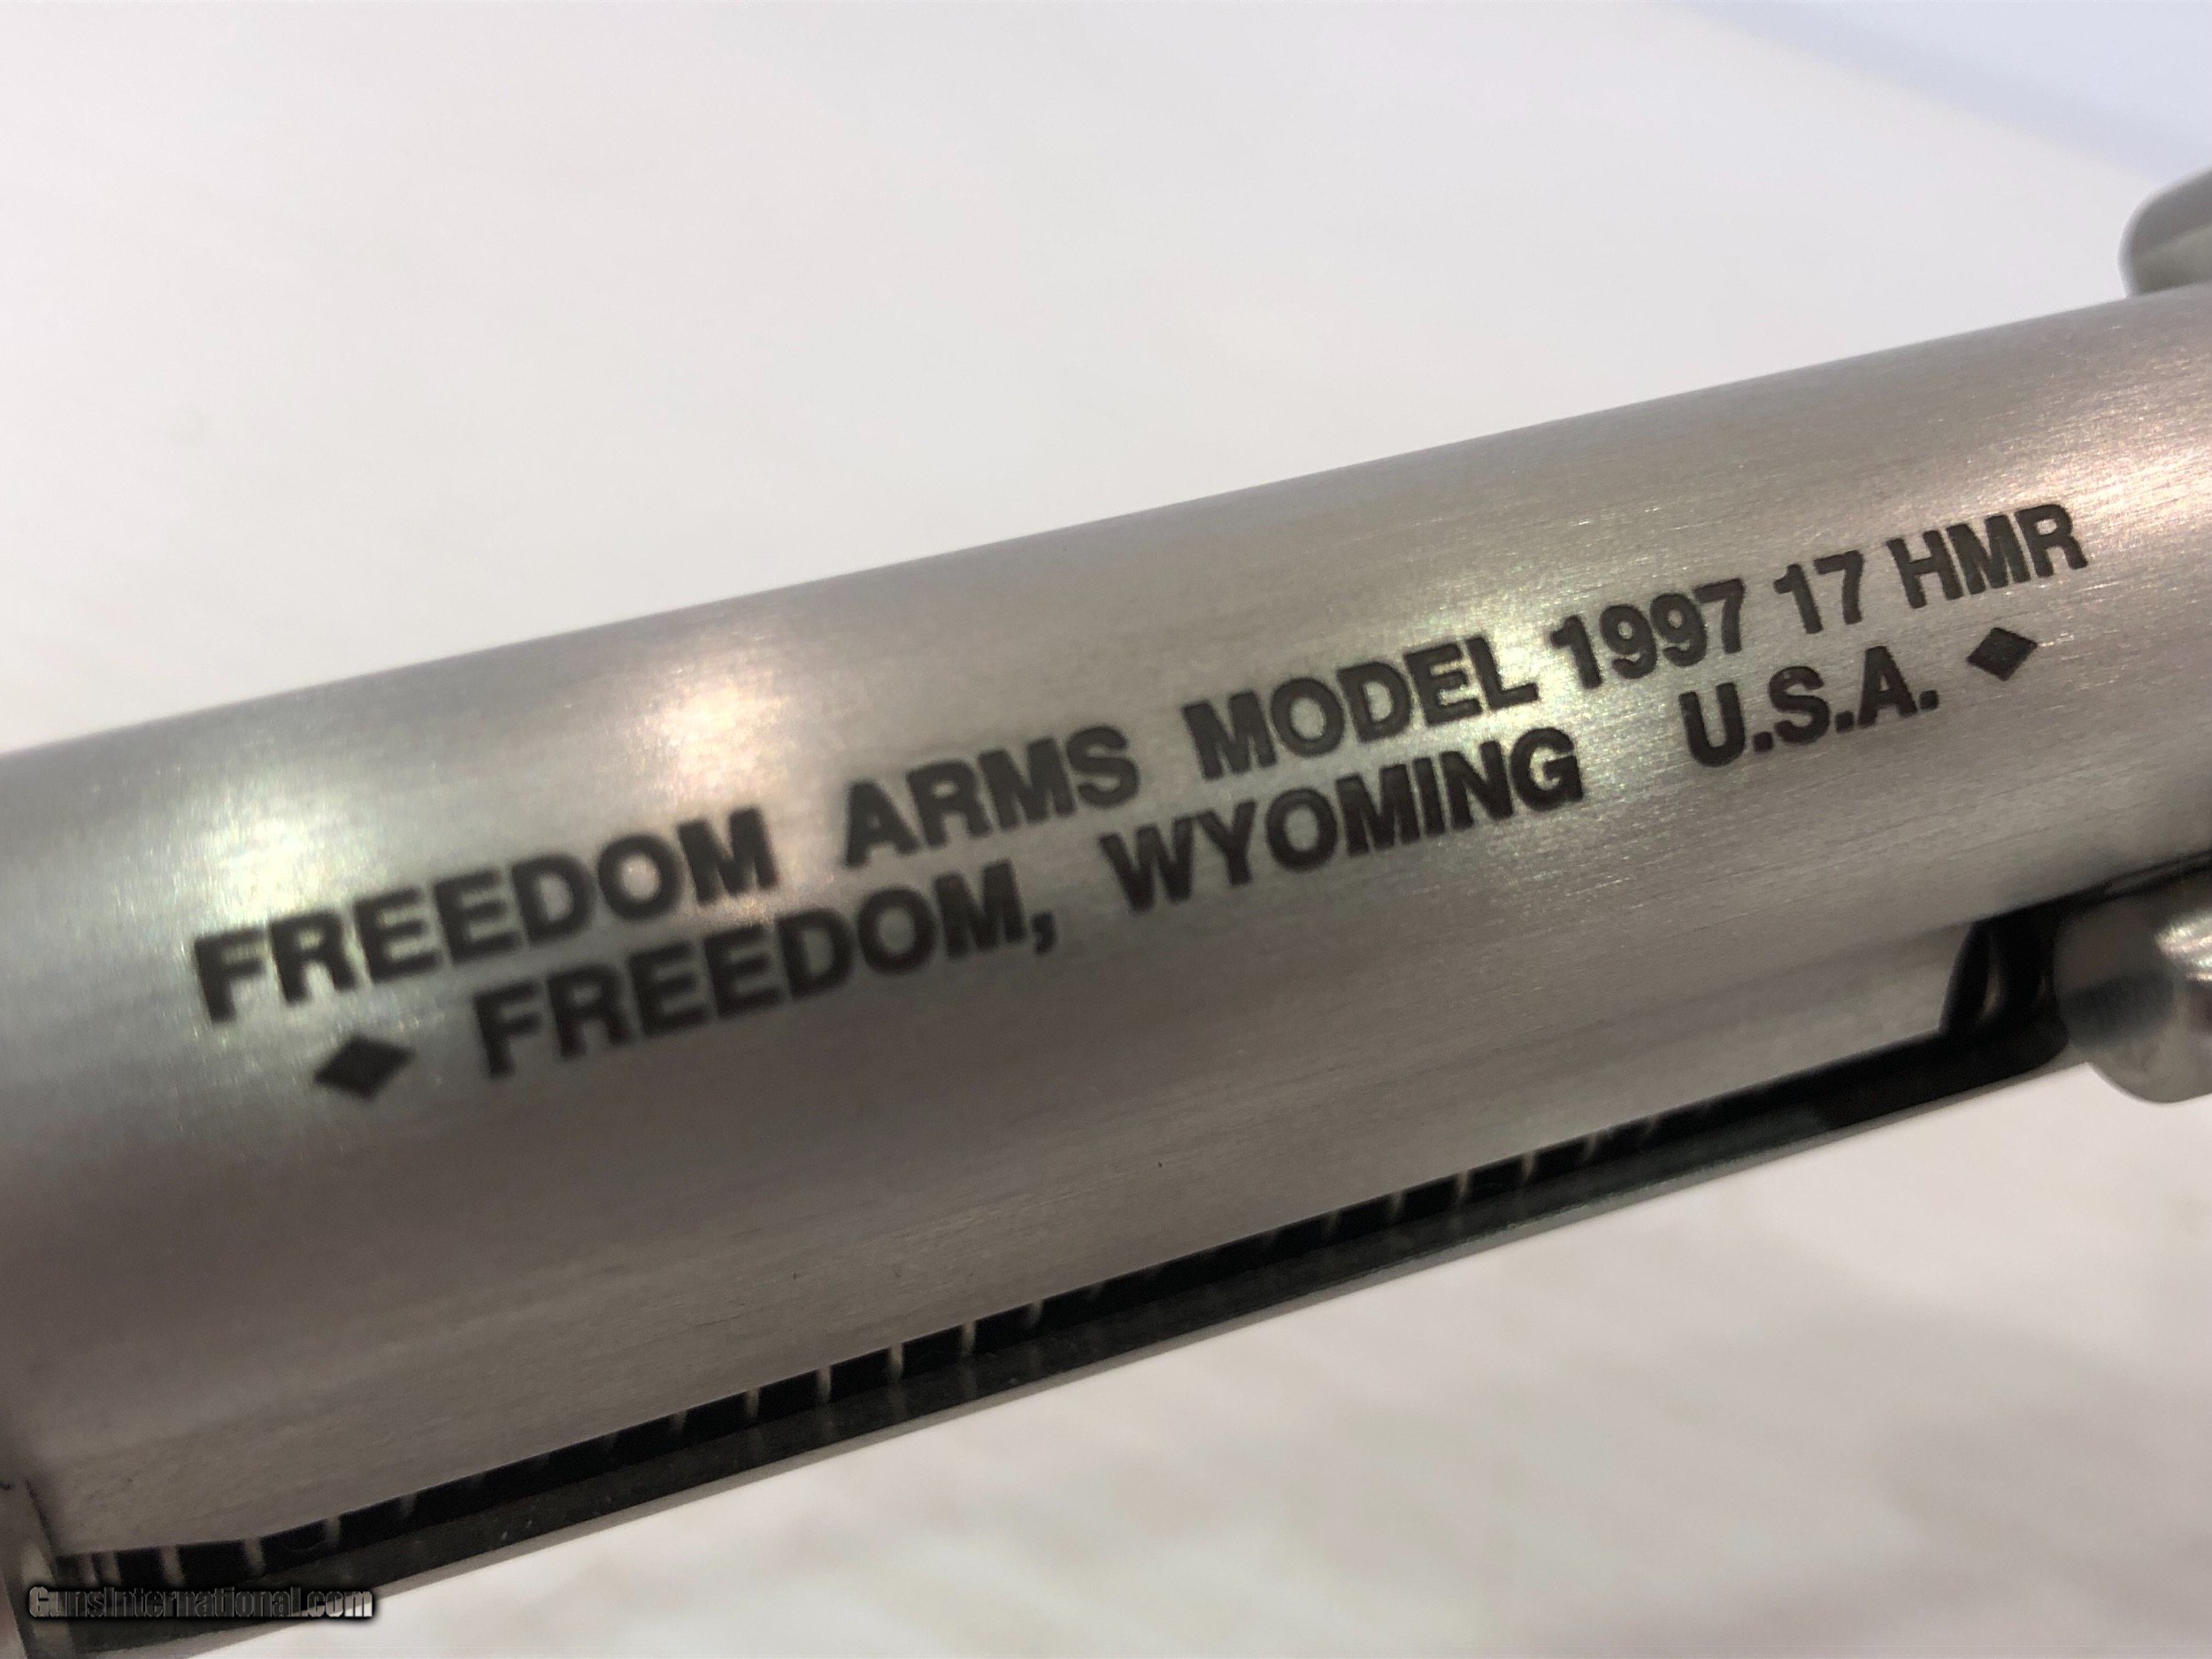 FREEDOM ARMS MODEL 1997 17 HMR
◆ FREEDOM, WYOMING U.S.A. ◆
GunsInternational.com